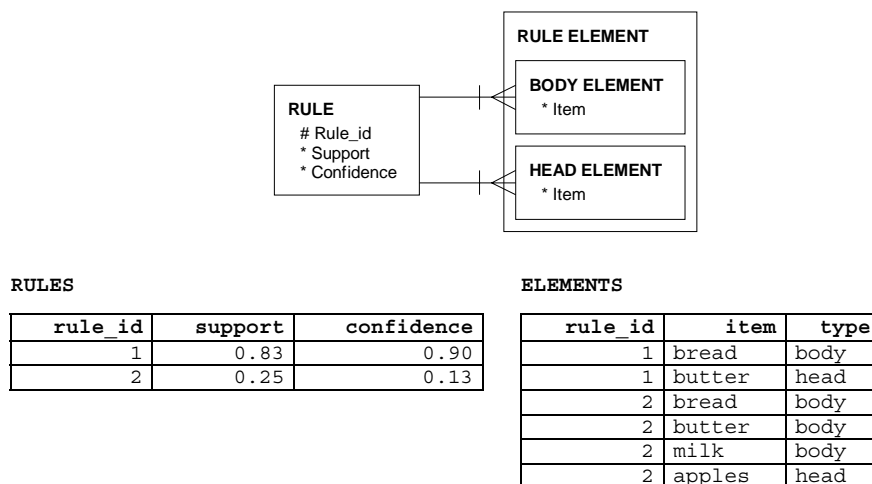 RULE ELEMENT
BODY ELEMENT
* Item
RULE
# Rule_id
* Support
* Confidence
HEAD ELEMENT
* Item
RULES
rule_id support confidence
1 0.83 0.90
2 0.25 0.13
ELEMENTS
rule_id item type
1 bread body
1 butter head
2 bread body
2 butter body
2 milk body
2 apples head